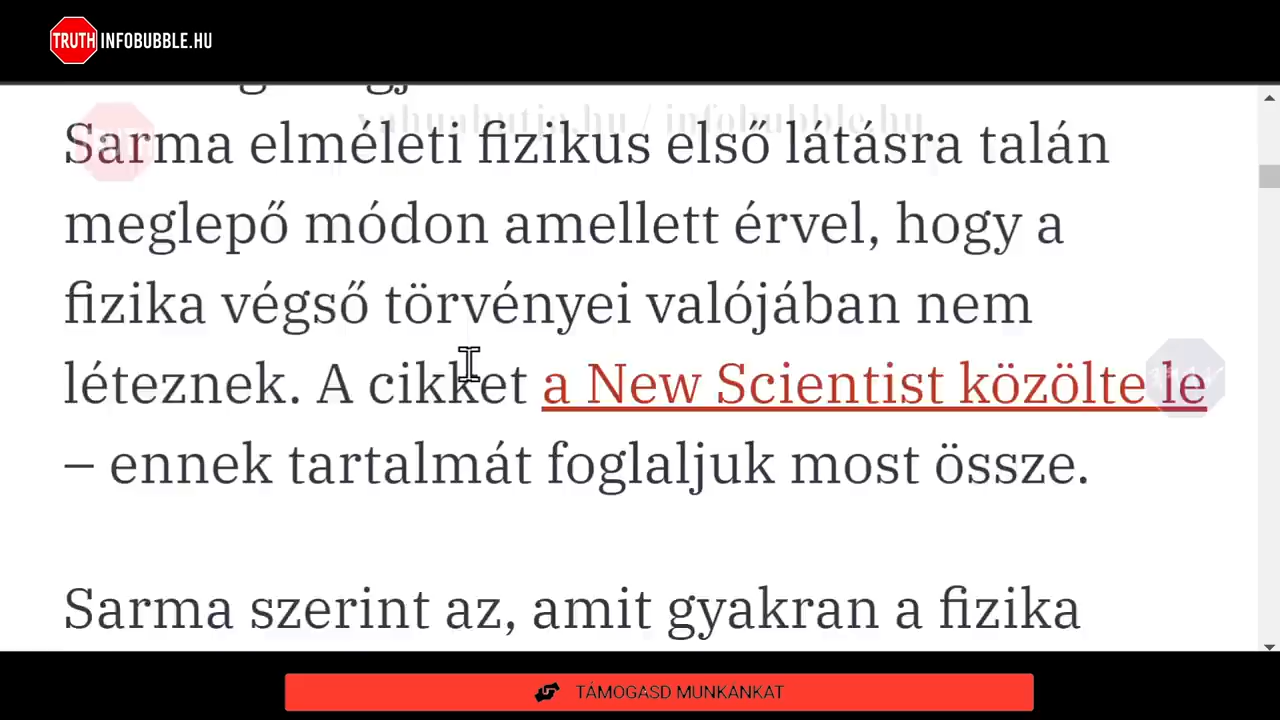 TRUTH INFOBUBBLE.HU
/ infobubble.hu
Sarma elméleti fizikus első látásra talán
meglepő módon amellett érvel, hogy a
fizika végső törvényei valójában nem
léteznek. A cikket a New Scientist közölte le
– ennek tartalmát foglaljuk most össze.
Sarma szerint az, amit gyakran a fizika
TÁMOGASD MUNKÁNKAT